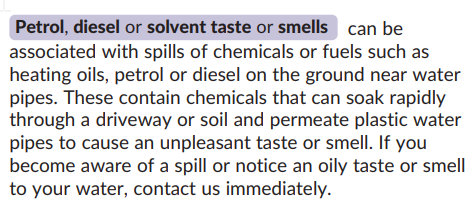 Petrol, diesel or solvent taste or smells can be
associated with spills of chemicals or fuels such as
heating oils, petrol or diesel on the ground near water
pipes. These contain chemicals that can soak rapidly
through a driveway or soil and permeate plastic water
pipes to cause an unpleasant taste or smell. If you
become aware of a spill or notice an oily taste or smell
to your water, contact us immediately.